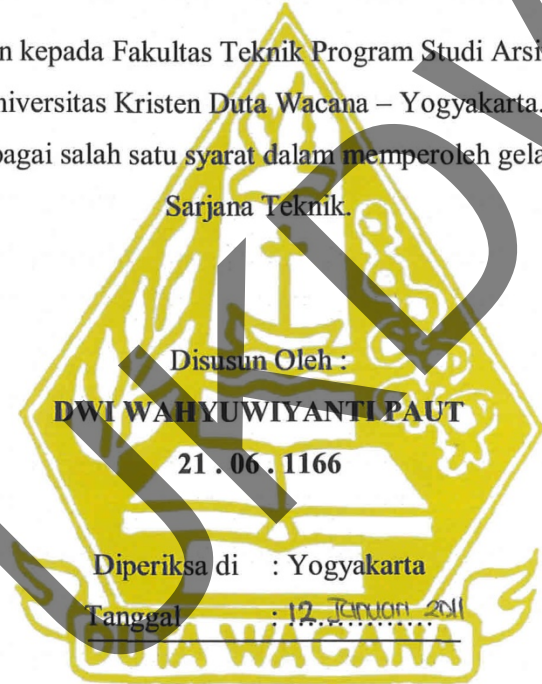 n kepada Fakultas Teknik Program Studi Arsi
niversitas Kristen Duta Wacana – Yogyakarta.
bagai salah satu syarat dalam memperoleh gela
Sarjana Teknik.
Disusun Oleh :
DWI WAHYUWIYANTI PAUT
21 . 06 . 1166
Diperiksa di : Yogyakarta
Tanggal : 12 Januari 2011
DUTA WACANA
UKDW